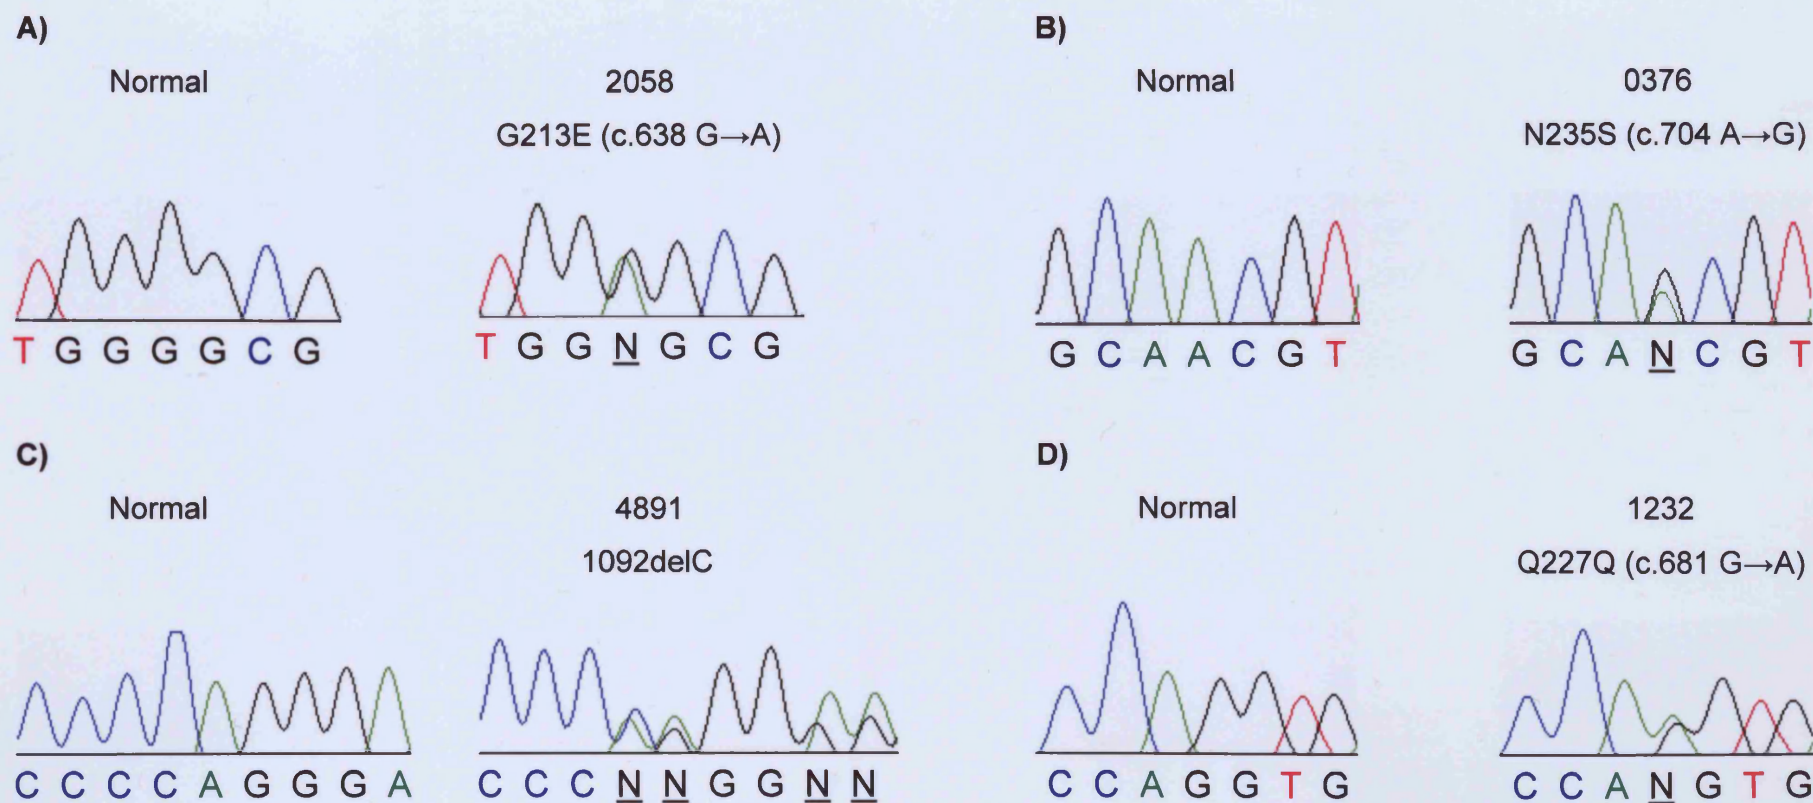 A)
Normal
2058
G213E (c.638 G→A)
T G G G G C G
T G G N G C G
B)
Normal
0376
N235S (c.704 A→G)
G C A A C G T
G C A N C G T
C)
Normal
4891
1092delC
C C C C A G G G A
C C C N N G G N N
D)
Normal
1232
Q227Q (c.681 G→A)
C C A G G T G
C C A N G T G